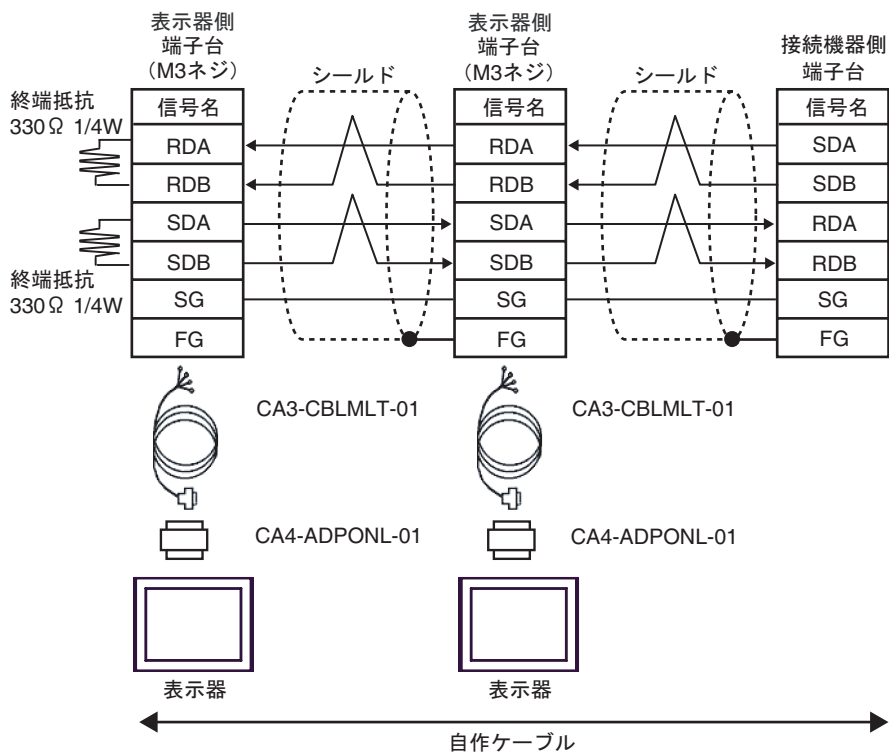 表示器側
端子台
(M3ネジ)
シールド
表示器側
端子台
(M3ネジ)
シールド
接続機器側
端子台
終端抵抗
330Ω 1/4W
終端抵抗
330Ω 1/4W
信号名
RDA
RDB
SDA
SDB
SG
FG
信号名
RDA
RDB
SDA
SDB
SG
FG
信号名
SDA
SDB
RDA
RDB
SG
FG
CA3-CBLMLT-01
CA3-CBLMLT-01
CA4-ADPONL-01
CA4-ADPONL-01
表示器
表示器
自作ケーブル